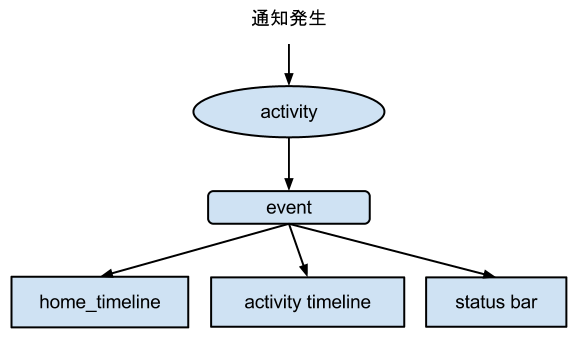 通知発生
activity
event
home_timeline
activity timeline
status bar